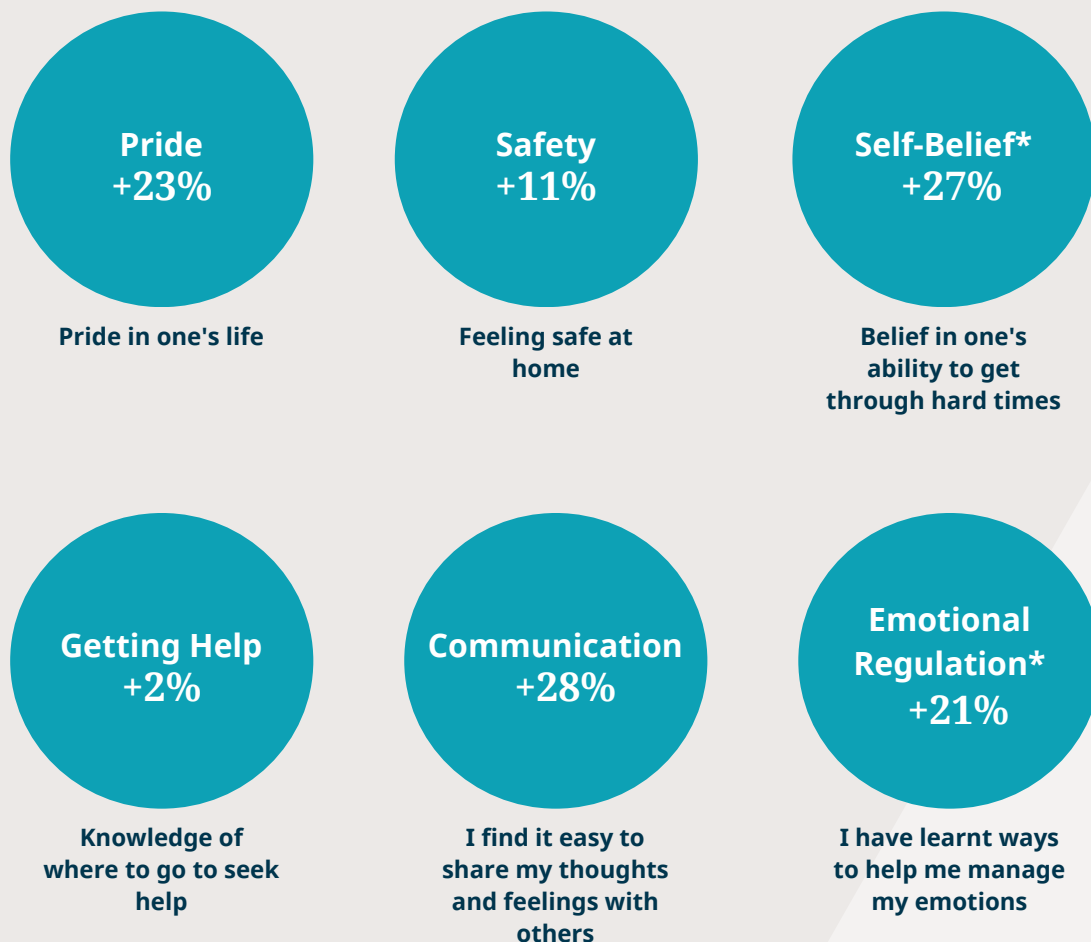 Pride
+23%
Pride in one's life
Safety
+11%
Feeling safe at
home
Self-Belief*
+27%
Belief in one's
ability to get
through hard times
Getting Help
+2%
Knowledge of
where to go to seek
help
Communication
+28%
I find it easy to
share my thoughts
and feelings with
others
Emotional
Regulation*
+21%
I have learnt ways
to help me manage
my emotions